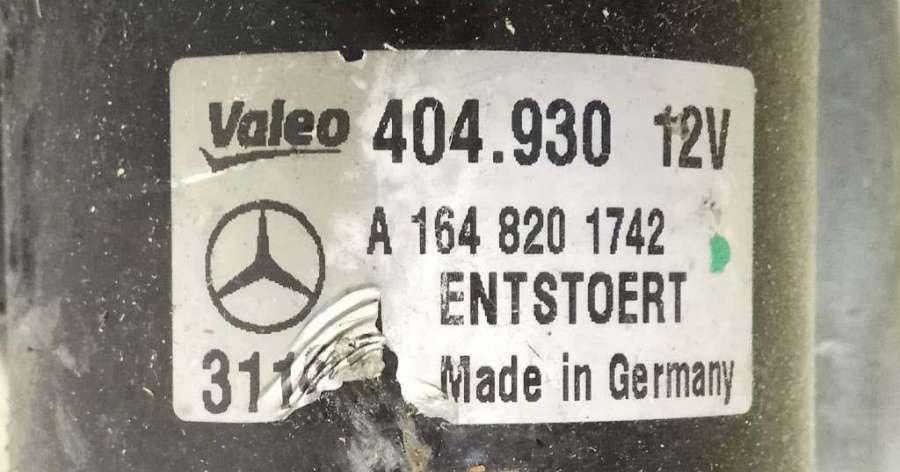 Valeo 404.930 12V
A 164 820 1742
ENTSTOERT
Made in Germany